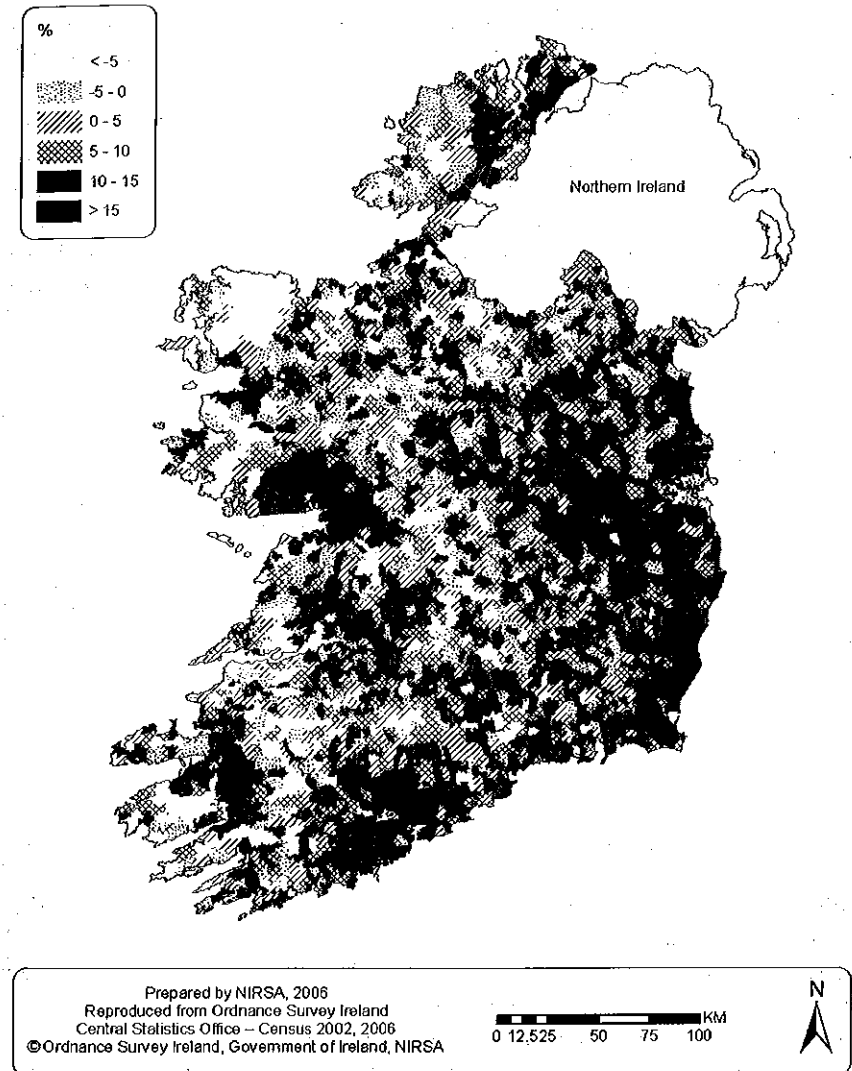 %
< -5
-5 - 0
0 - 5
5 - 10
10 - 15
> 15
Northern Ireland
Prepared by NIRSA, 2006
Reproduced from Ordnance Survey Ireland
Central Statistics Office – Census 2002, 2006
©Ordnance Survey Ireland, Government of Ireland, NIRSA
KM
0 12.525 50 75 100
N